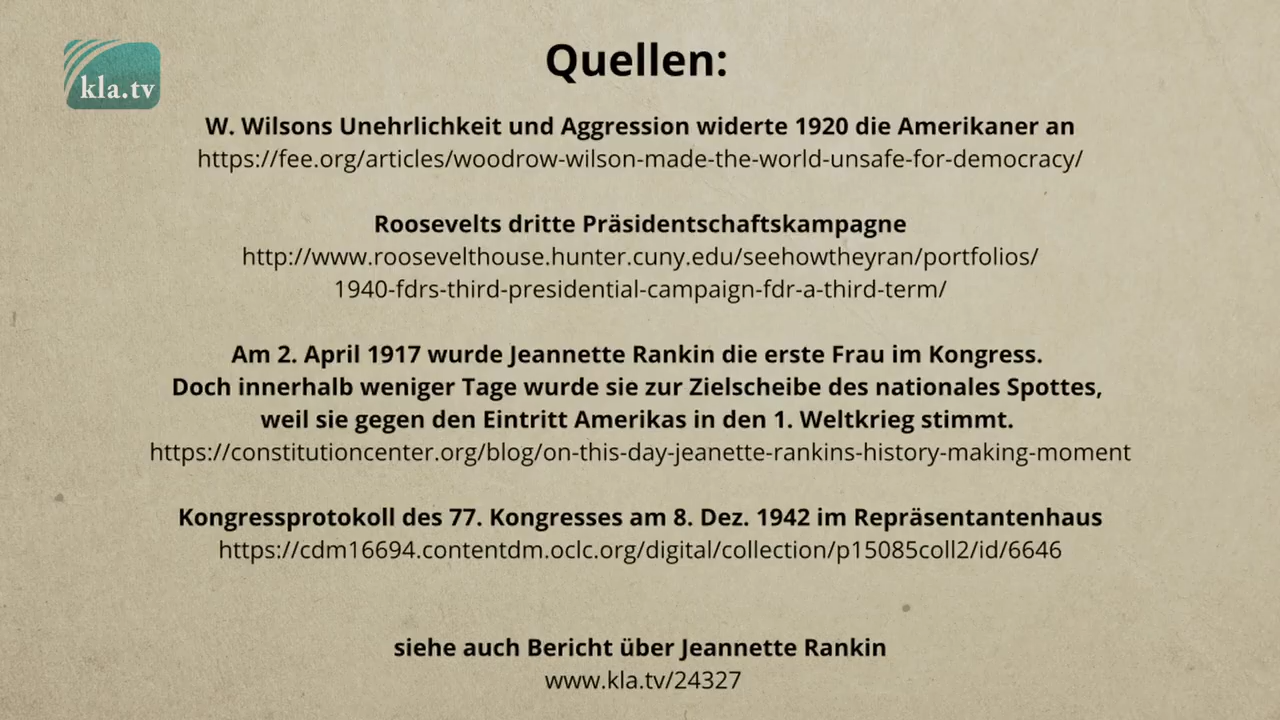 kla.tv
Quellen:
W. Wilsons Unehrlichkeit und Aggression widerte 1920 die Amerikaner an
https://fee.org/articles/woodrow-wilson-made-the-world-unsafe-for-democracy/
Roosevelts dritte Präsidentschaftskampagne
http://www.roosevelthouse.hunter.cuny.edu/seehowtheyran/portfolios/
1940-fdrs-third-presidential-campaign-fdr-a-third-term/
Am 2. April 1917 wurde Jeannette Rankin die erste Frau im Kongress.
Doch innerhalb weniger Tage wurde sie zur Zielscheibe des nationales Spottes,
weil sie gegen den Eintritt Amerikas in den 1. Weltkrieg stimmt.
https://constitutioncenter.org/blog/on-this-day-jeanette-rankins-history-making-moment
Kongressprotokoll des 77. Kongresses am 8. Dez. 1942 im Repräsentantenhaus
https://cdm16694.contentdm.oclc.org/digital/collection/p15085coll2/id/6646
siehe auch Bericht über Jeannette Rankin
www.kla.tv/24327